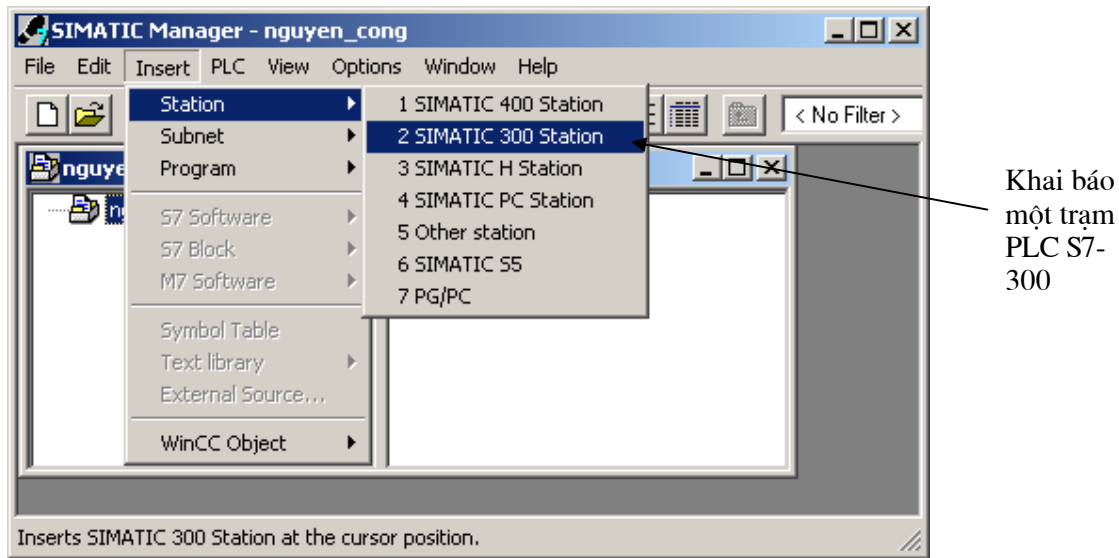 SIMATIC Manager - nguyen_cong
File Edit Insert PLC View Options Window Help
< No Filter >
Station
Subnet
Program
S7 Software
S7 Block
M7 Software
Symbol Table
Text library
External Source...
WinCC Object
1 SIMATIC 400 Station
2 SIMATIC 300 Station
3 SIMATIC H Station
4 SIMATIC PC Station
5 Other station
6 SIMATIC S5
7 PG/PC
Khai báo
một trạm
PLC S7-
300
Inserts SIMATIC 300 Station at the cursor position.